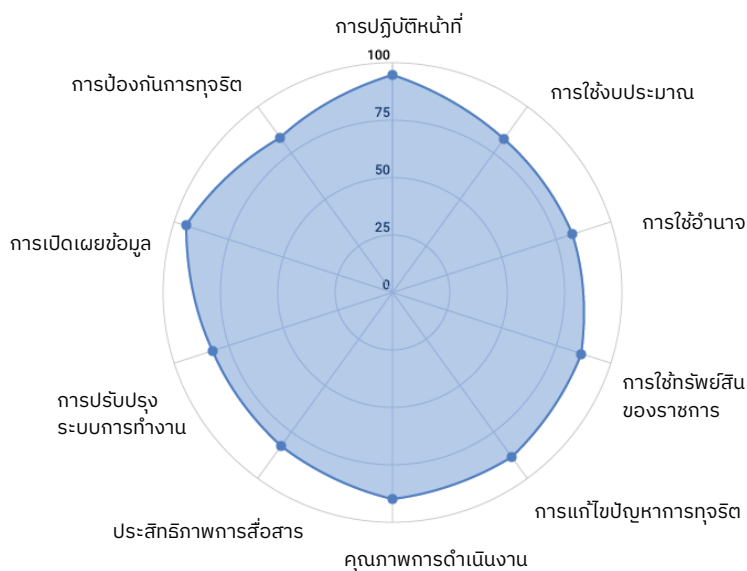 การปฏิบัติหน้าที่
100
การป้องกันการทุจริต
การใช้งบประมาณ
75
50
การใช้อำนาจ
25
การเปิดเผยข้อมูล
0
การใช้ทรัพย์สิน
ของราชการ
การปรับปรุง
ระบบการทำงาน
การแก้ไขปัญหาการทุจริต
ประสิทธิภาพการสื่อสาร
คุณภาพการดำเนินงาน